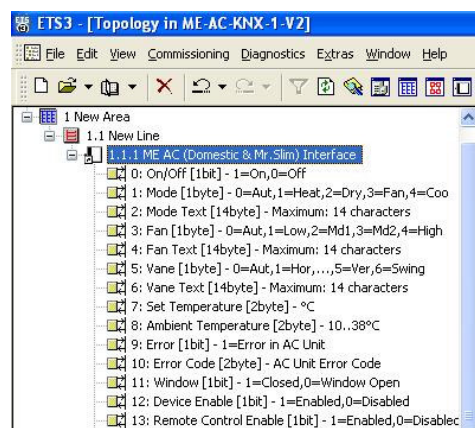 ETS3 - [Topology in ME-AC-KNX-1-V2]
File Edit View Commissioning Diagnostics Extras Window Help
1 New Area
1.1 New Line
1.1.1 ME AC (Domestic & Mr.Slim) Interface
0: On/Off [1bit] - 1=On,0=Off
1: Mode [1byte] - 0=Aut,1=Heat,2=Dry,3=Fan,4=Coo
2: Mode Text [14byte] - Maximum: 14 characters
3: Fan [1byte] - 0=Aut,1=Low,2=Md1,3=Md2,4=High
4: Fan Text [14byte] - Maximum: 14 characters
5: Vane [1byte] - 0=Aut,1=Hor,...,5=Ver,6=Swing
6: Vane Text [14byte] - Maximum: 14 characters
7: Set Temperature [2byte] - °C
8: Ambient Temperature [2byte] - 10..38°C
9: Error [1bit] - 1=Error in AC Unit
10: Error Code [2byte] - AC Unit Error Code
11: Window [1bit] - 1=Closed,0=Window Open
12: Device Enable [1bit] - 1=Enabled,0=Disabled
13: Remote Control Enable [1bit] - 1=Enabled,0=Disablec